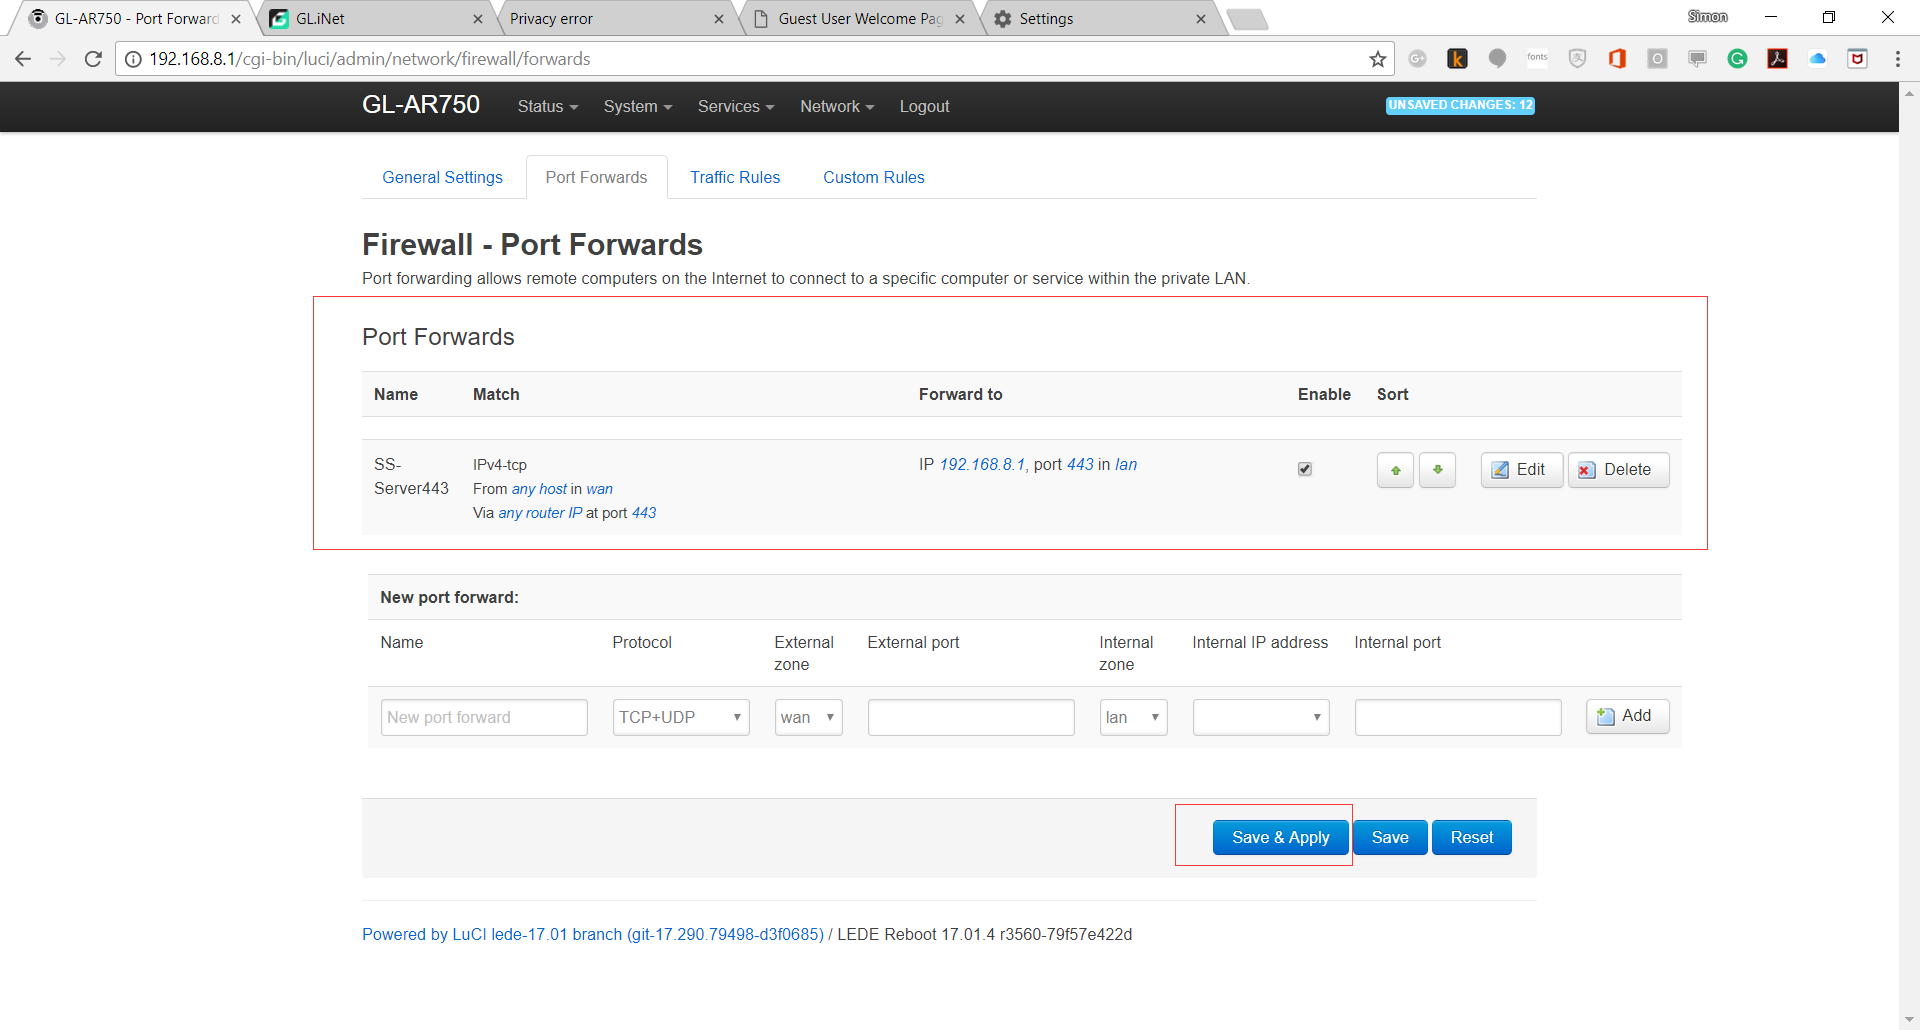 GL-AR750 - Port Forward
GL.iNet
Privacy error
Guest User Welcome Pag
Settings
Simon
192.168.8.1/cgi-bin/luci/admin/network/firewall/forwards
fonts
GL-AR750
Status
System
Services
Network
Logout
UNSAVED CHANGES: 12
General Settings
Port Forwards
Traffic Rules
Custom Rules
Firewall - Port Forwards
Port forwarding allows remote computers on the Internet to connect to a specific computer or service within the private LAN.
Port Forwards
Name Match Forward to Enable Sort
SS-
Server443
IPv4-tcp
From any host in wan
Via any router IP at port 443
IP 192.168.8.1, port 443 in lan
Edit
Delete
New port forward:
Name
Protocol
External
zone
External port
Internal
zone
Internal IP address
Internal port
New port forward
TCP+UDP
wan
lan
Add
Save & Apply
Save
Reset
Powered by LuCI lede-17.01 branch (git-17.290.79498-d3f0685) / LEDE Reboot 17.01.4 r3560-79f57e422d